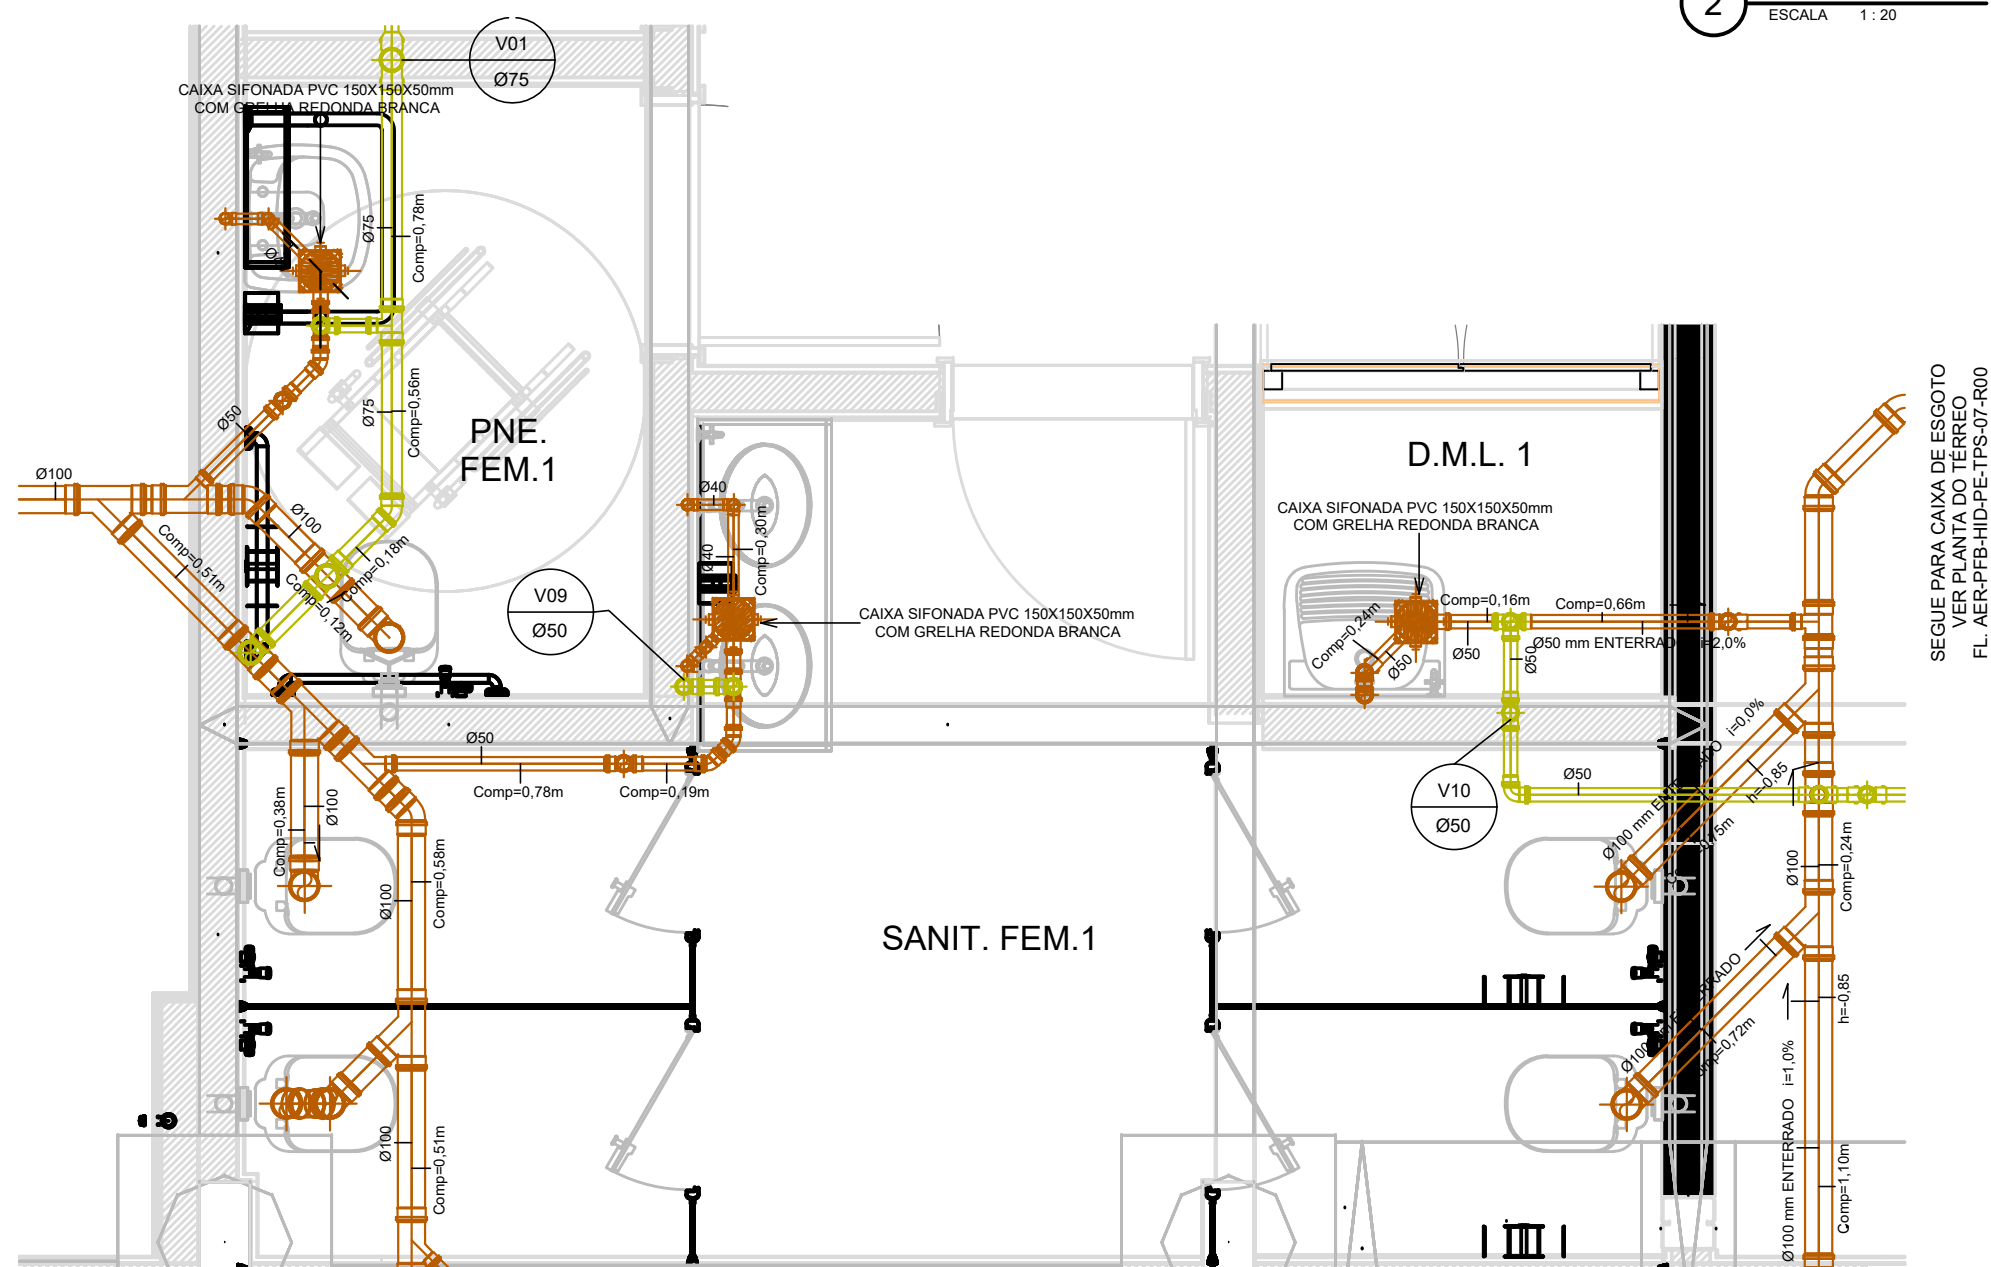 2
ESCALA 1 : 20
V01
Ø75
CAIXA SIFONADA PVC 150X150X50mm
COM GRELHA REDONDA BRANCA
Ø75
Comp=0,78m
Ø75
Comp=0,56m
PNE.
FEM.1
Ø50
Ø100
Ø100
Comp=0,51m
Comp=0,18m
Comp=0,12m
Ø40
Ø40
Comp=0,30m
V09
Ø50
CAIXA SIFONADA PVC 150X150X50mm
COM GRELHA REDONDA BRANCA
D.M.L. 1
CAIXA SIFONADA PVC 150X150X50mm
COM GRELHA REDONDA BRANCA
Comp=0,24m
Ø50
Comp=0,16m
Ø50
Comp=0,66m
Ø50 mm ENTERRADO i=2,0%
Ø50
SEGUE PARA CAIXA DE ESGOTO
VER PLANTA DO TÉRREO
FL. AER-PFB-HID-PE-TPS-07-R00
Ø50
Comp=0,78m
Comp=0,19m
V10
Ø50
Ø50
Ø100 mm ENTERRADO i=0,0%
h=-0,85
Comp=0,38m
Ø100
Ø100
Comp=0,58m
SANIT. FEM.1
Ø100
Comp=0,24m
h=-0,85
Comp=0,72m
Ø100
Comp=0,51m
Ø100 mm ENTERRADO i=1,0%
Comp=1,10m